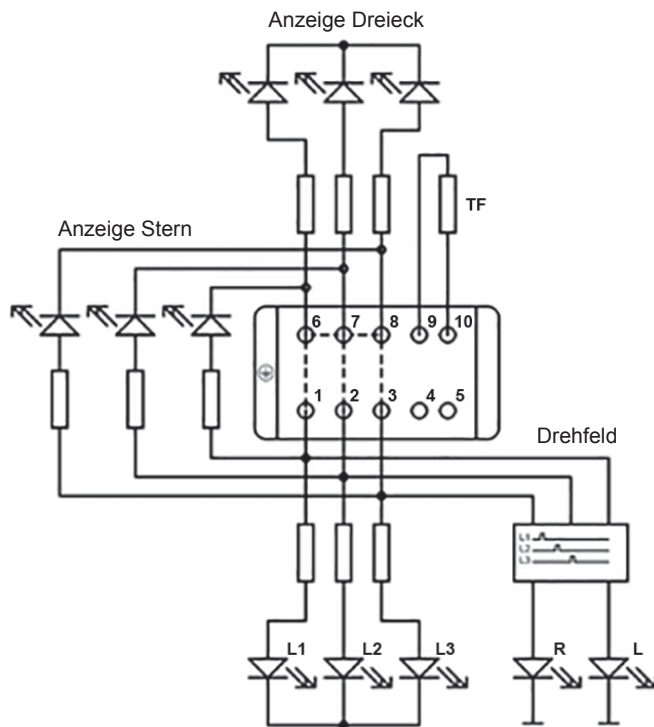 Anzeige Dreieck
TF
Anzeige Stern
6 7 8 9 10
1 2 3 4 5
Drehfeld
L1
L2
L3
L1 L2 L3 R L